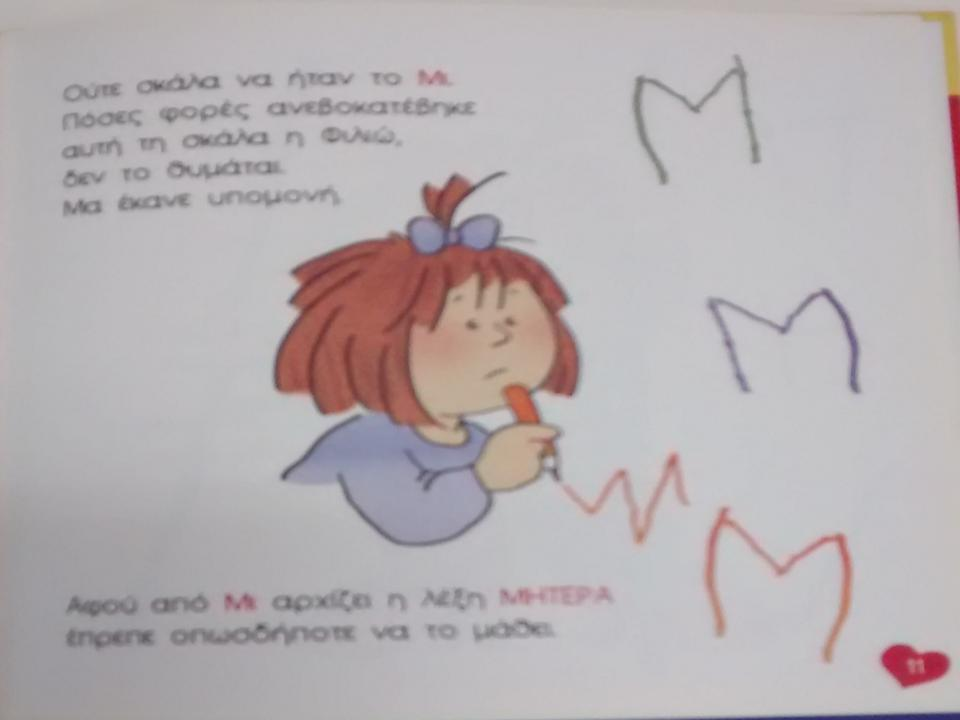 Ούτε σκάλα να ήταν το Μι.
Πόσες φορές ανεβοκατέβηκε
αυτή τη σκάλα η Φιλιώ,
δεν το θυμάται.
Μα έκανε υπομονή.
Μ
Μ
Μ
Αφού από Μι αρχίζει η λέξη ΜΗΤΕΡΑ
έπρεπε οπωσδήποτε να το μάθει.
11